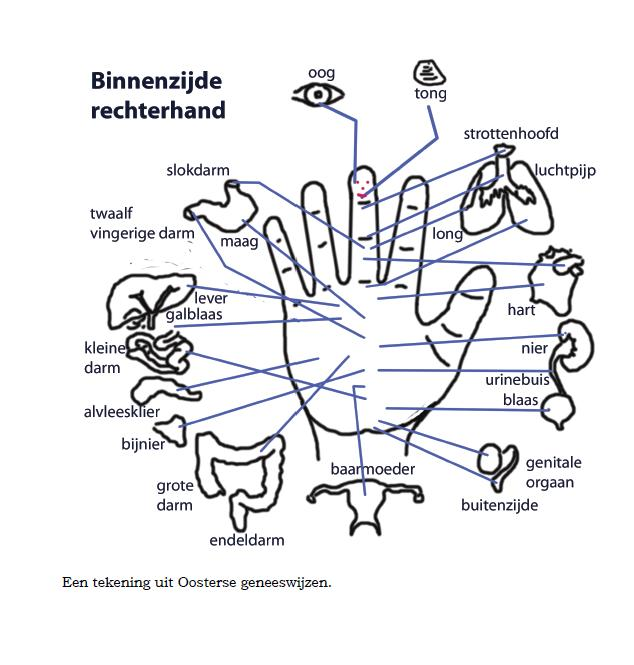 Binnenzijde
rechterhand
oog
tong
strottenhoofd
luchtpijp
slokdarm
twaalf
vingerige darm
maag
long
lever
galblaas
hart
kleine
darm
nier
urinebuis
blaas
alvleesklier
bijnier
baarmoeder
genitale
orgaan
grote
darm
buitenzijde
endeldarm
Een tekening uit Oosterse geneeswijzen.